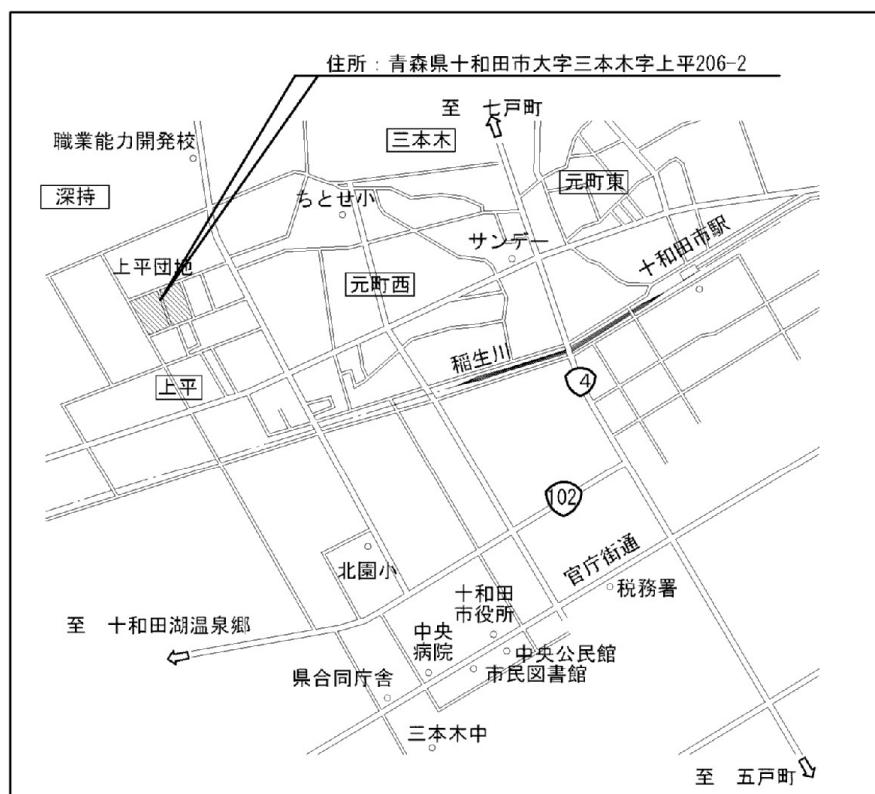 住所：青森県十和田市大字三本木字上平206-2
至　七戸町
職業能力開発校
三本木
深持
元町東
ちとせ小
サンデー
十和田市駅
上平団地
元町西
稲生川
上平
4
102
官庁街通
北園小
税務署
十和田
市役所
至　十和田湖温泉郷
中央
病院
中央公民館
市民図書館
県合同庁舎
三本木中
至　五戸町